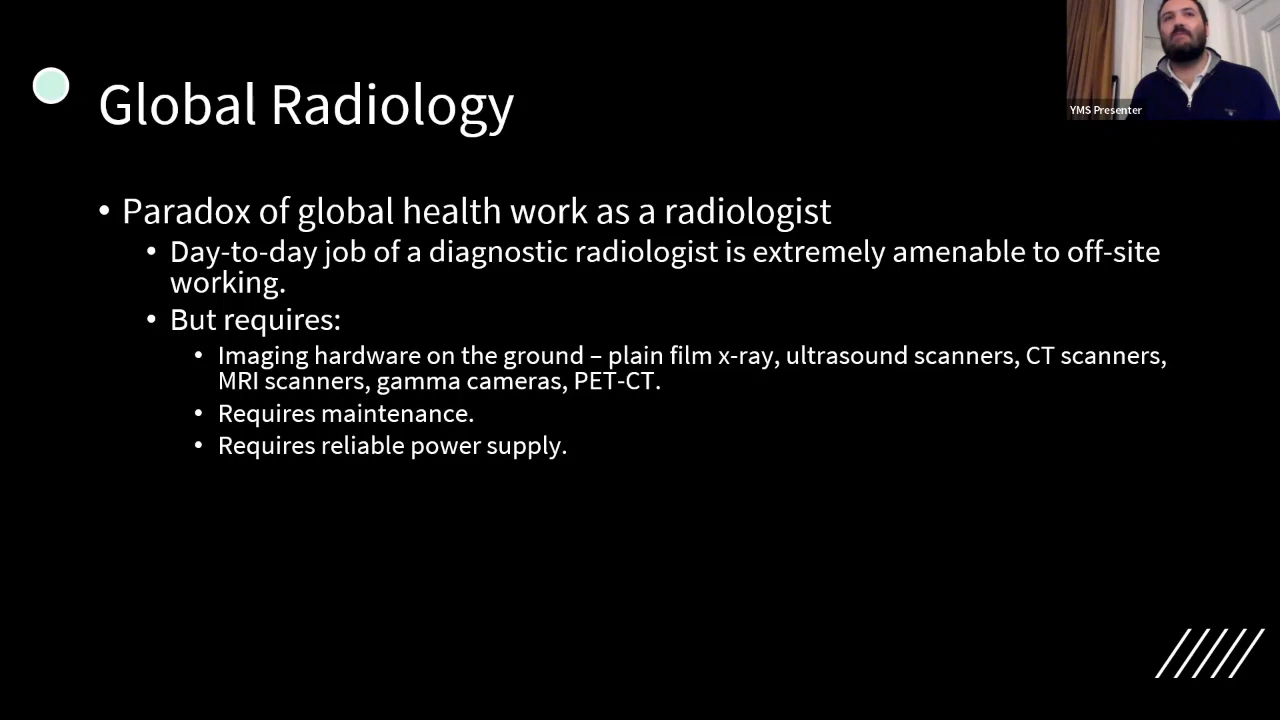 YMS Presenter
Global Radiology
• Paradox of global health work as a radiologist
• Day-to-day job of a diagnostic radiologist is extremely amenable to off-site
working.
• But requires:
• Imaging hardware on the ground – plain film x-ray, ultrasound scanners, CT scanners,
MRI scanners, gamma cameras, PET-CT.
• Requires maintenance.
• Requires reliable power supply.